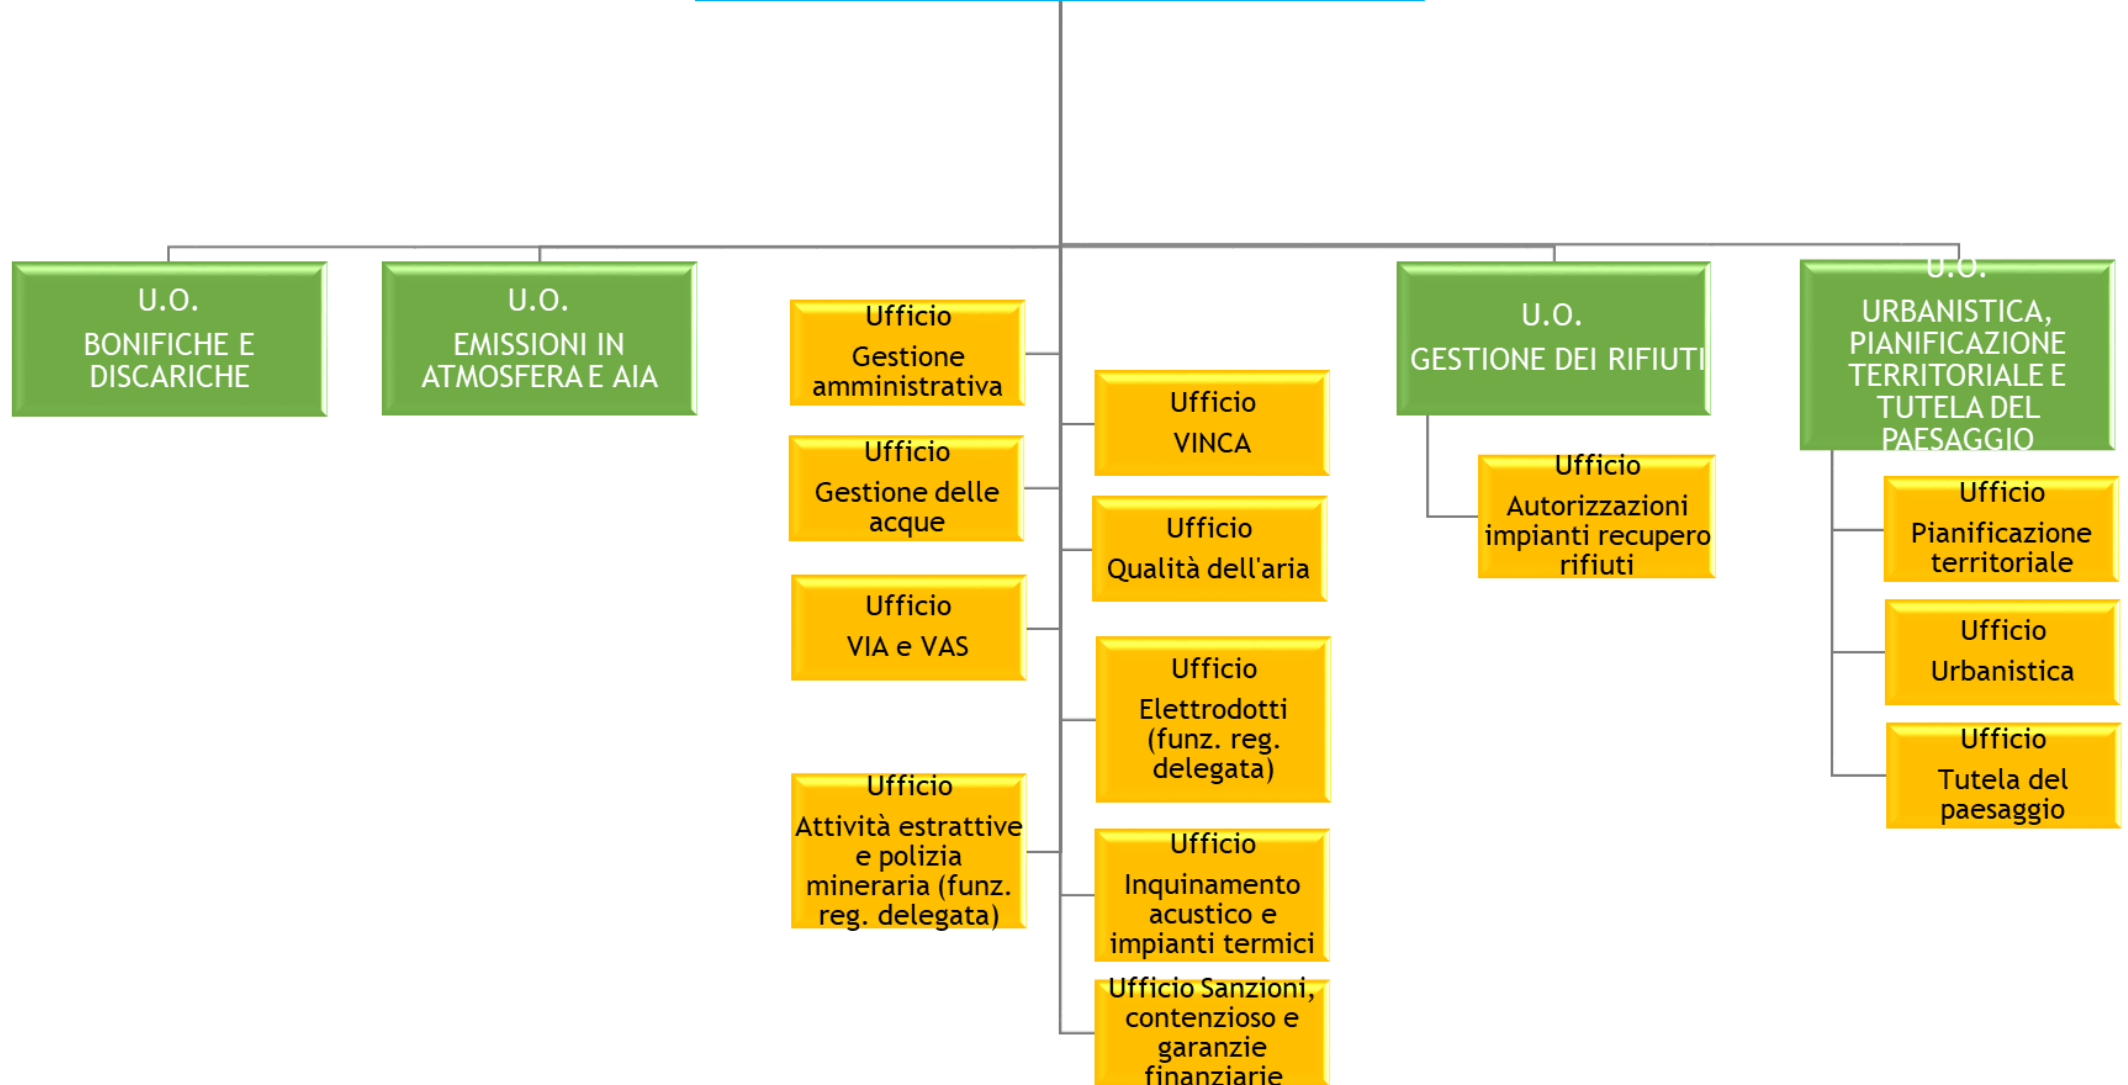 U.O.
BONIFICHE E
DISCARICHE
U.O.
EMISSIONI IN
ATMOSFERA E AIA
Ufficio
Gestione
amministrativa
Ufficio
Gestione delle
acque
Ufficio
VIA e VAS
Ufficio
Attività estrattive
e polizia
mineraria (funz.
reg. delegata)
Ufficio
VINCA
Ufficio
Qualità dell'aria
Ufficio
Elettrodotti
(funz. reg.
delegata)
Ufficio
Inquinamento
acustico e
impianti termici
Ufficio Sanzioni,
contenzioso e
garanzie
finanziarie
U.O.
GESTIONE DEI RIFIUTI
Ufficio
Autorizzazioni
impianti recupero
rifiuti
U.O.
URBANISTICA,
PIANIFICAZIONE
TERRITORIALE E
TUTELA DEL
PAESAGGIO
Ufficio
Pianificazione
territoriale
Ufficio
Urbanistica
Ufficio
Tutela del
paesaggio